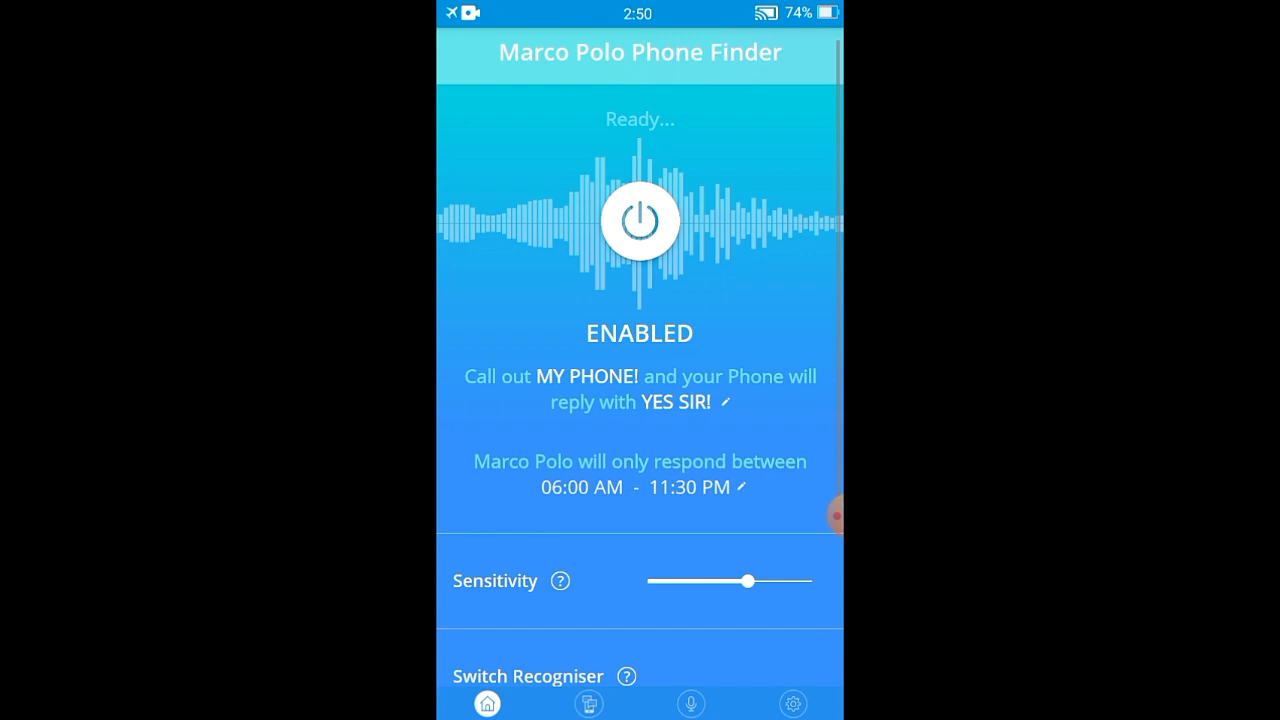 2:50
74%
Marco Polo Phone Finder
Ready...
ENABLED
Call out MY PHONE! and your Phone will
reply with YES SIR!
Marco Polo will only respond between
06:00 AM - 11:30 PM
Sensitivity ?
Switch Recogniser ?